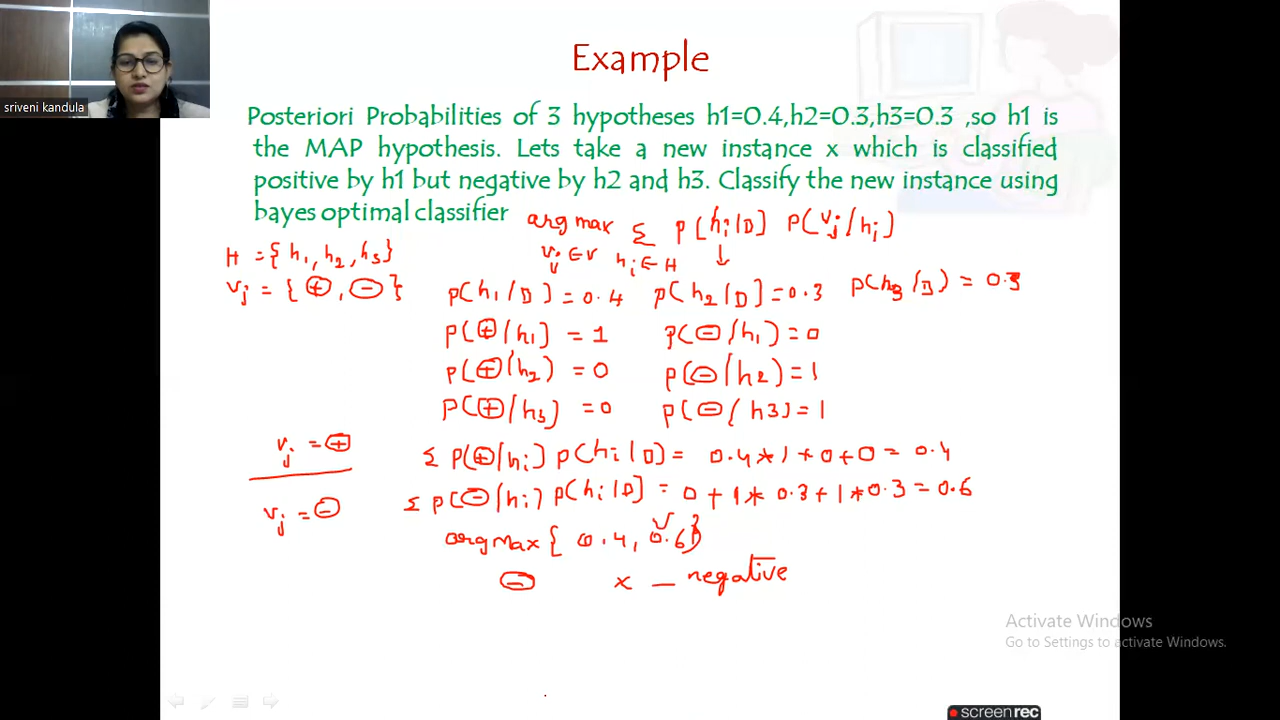 sriveni kandula
Example
Posteriori Probabilities of 3 hypotheses h1=0.4,h2=0.3,h3=0.3 ,so h1 is
the MAP hypothesis. Lets take a new instance x which is classified
positive by h1 but negative by h2 and h3. Classify the new instance using
bayes optimal classifier
argmax Σ P(hi/D) P(vj/hi)
vj ∈ V hi ∈ H
H = {h1, h2, h3}
vj = {⊕, ⊖}
P(h1/D) = 0.4 P(h2/D) = 0.3 P(h3/D) = 0.3
P(⊕/h1) = 1 P(⊖/h1) = 0
P(⊕/h2) = 0 P(⊖/h2) = 1
P(⊕/h3) = 0 P(⊖/h3) = 1
vj = ⊕ Σ P(⊕/hi) P(hi/D) = 0.4*1+0+0 = 0.4
vj = ⊖ Σ P(⊖/hi) P(hi/D) = 0+1*0.3+1*0.3 = 0.6
argmax {0.4, 0.6}
⊖ x – negative
Activate Windows
Go to Settings to activate Windows.
screenrec